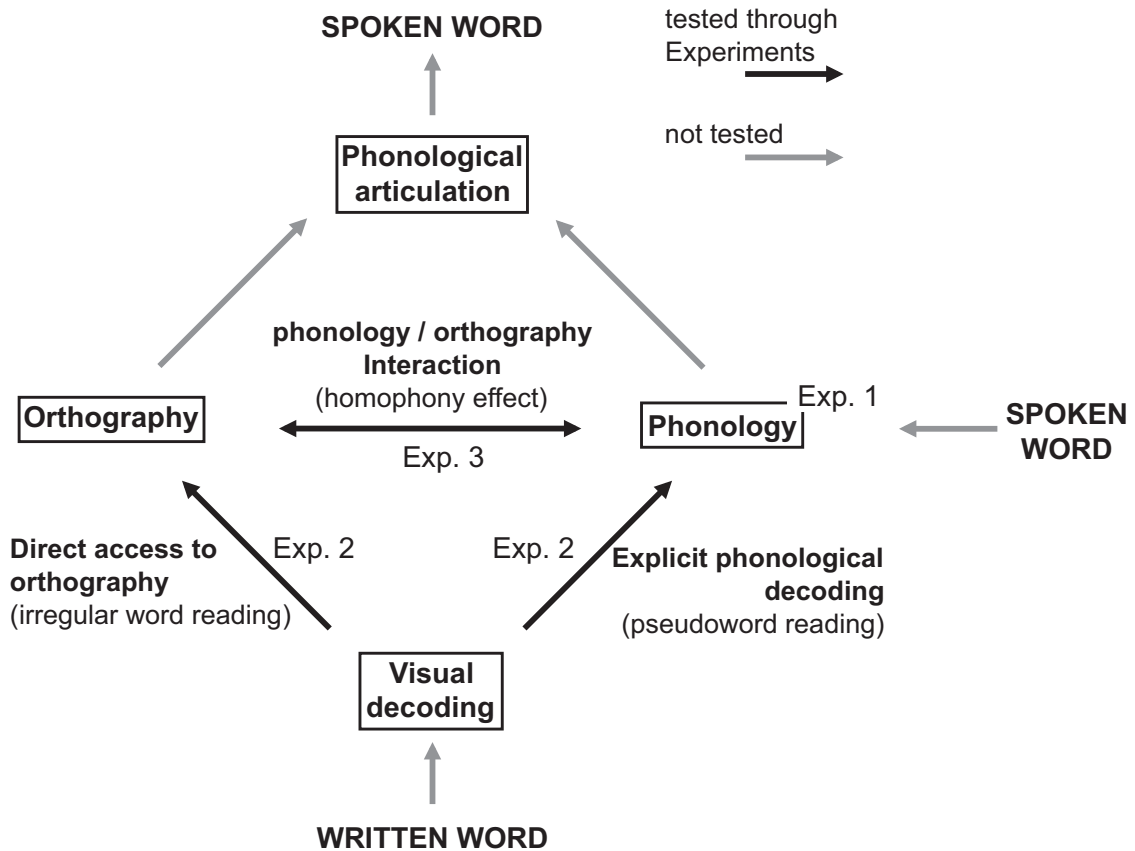 SPOKEN WORD
tested through
Experiments
not tested
Phonological
articulation
phonology / orthography
Interaction
(homophony effect)
Orthography
Exp. 3
Phonology
Exp. 1
SPOKEN
WORD
Direct access to
orthography
(irregular word reading)
Exp. 2
Exp. 2
Explicit phonological
decoding
(pseudoword reading)
Visual
decoding
WRITTEN WORD